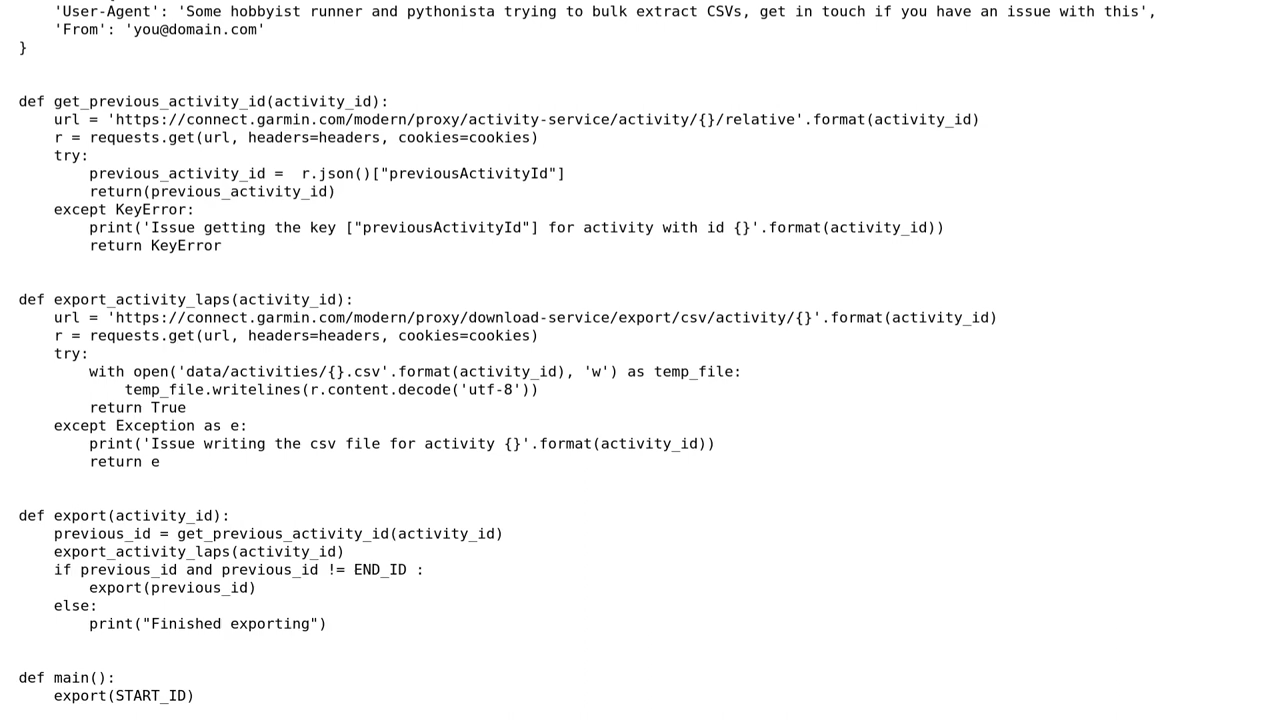 'User-Agent': 'Some hobbyist runner and pythonista trying to bulk extract CSVs, get in touch if you have an issue with this',
'From': 'you@domain.com'
}
def get_previous_activity_id(activity_id):
url = 'https://connect.garmin.com/modern/proxy/activity-service/activity/{}/relative'.format(activity_id)
r = requests.get(url, headers=headers, cookies=cookies)
try:
previous_activity_id =  r.json()["previousActivityId"]
return(previous_activity_id)
except KeyError:
print('Issue getting the key ["previousActivityId"] for activity with id {}'.format(activity_id))
return KeyError
def export_activity_laps(activity_id):
url = 'https://connect.garmin.com/modern/proxy/download-service/export/csv/activity/{}'.format(activity_id)
r = requests.get(url, headers=headers, cookies=cookies)
try:
with open('data/activities/{}.csv'.format(activity_id), 'w') as temp_file:
temp_file.writelines(r.content.decode('utf-8'))
return True
except Exception as e:
print('Issue writing the csv file for activity {}'.format(activity_id))
return e
def export(activity_id):
previous_id = get_previous_activity_id(activity_id)
export_activity_laps(activity_id)
if previous_id and previous_id != END_ID :
export(previous_id)
else:
print("Finished exporting")
def main():
export(START_ID)